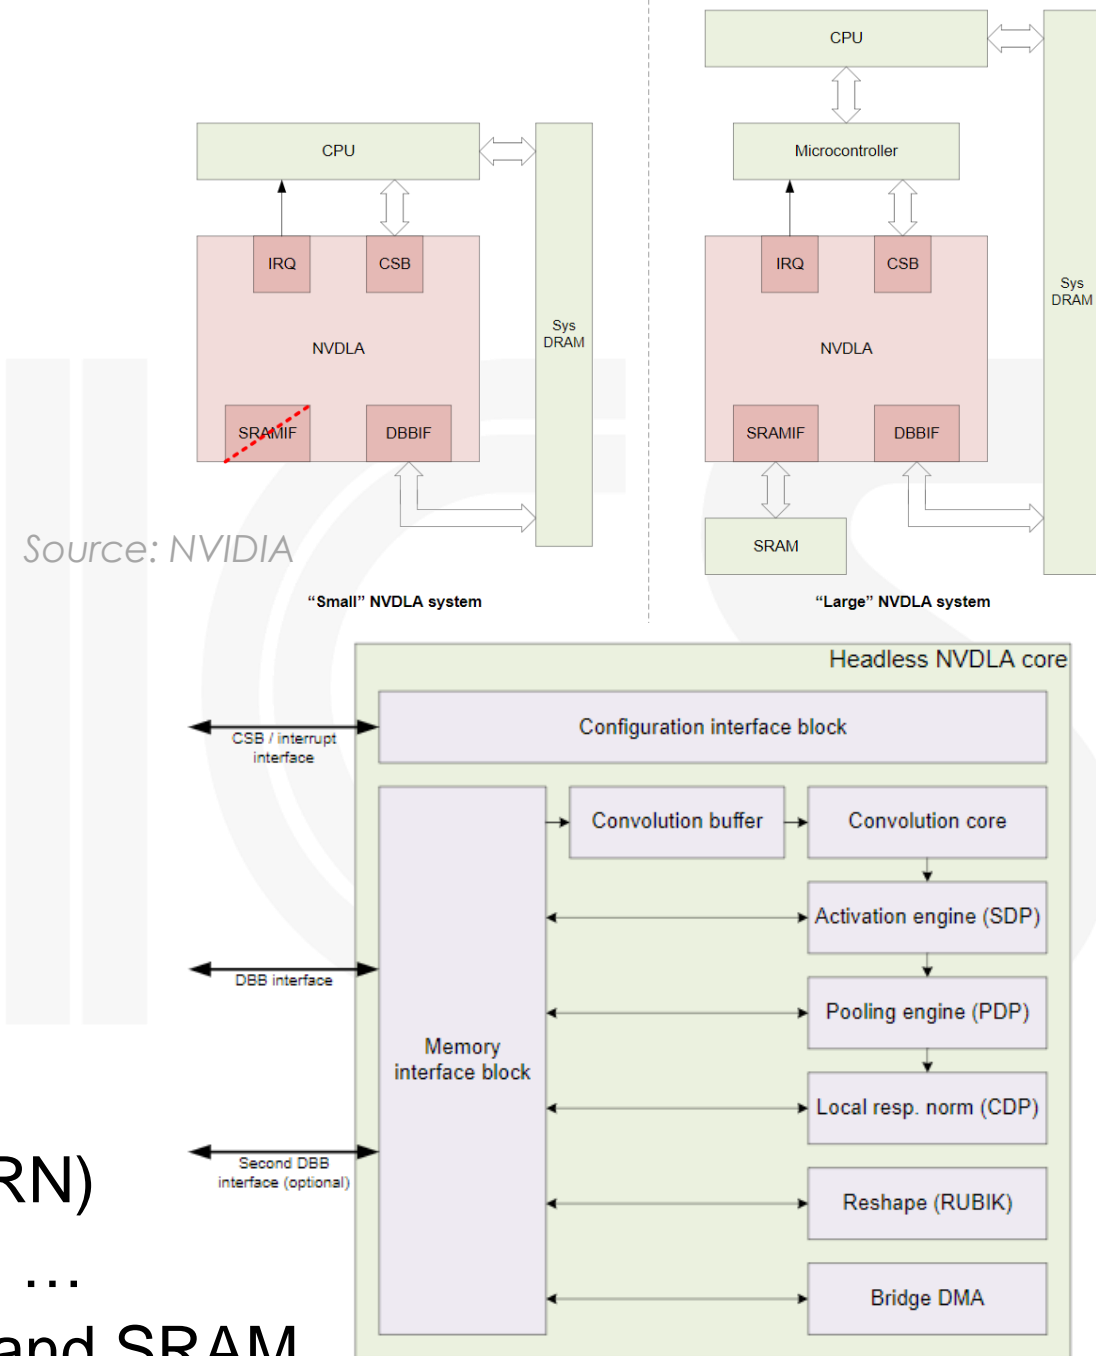 CPU
Sys
DRAM
IRQ
CSB
NVDLA
SRAMIF
DBBIF
Source: NVIDIA
“Small” NVDLA system
CPU
Microcontroller
Sys
DRAM
IRQ
CSB
NVDLA
SRAMIF
DBBIF
SRAM
“Large” NVDLA system
Headless NVDLA core
CSB / interrupt
interface
Configuration interface block
DBB interface
Second DBB
interface (optional)
Memory
interface block
Convolution buffer
Convolution core
Activation engine (SDP)
Pooling engine (PDP)
Local resp. norm (CDP)
Reshape (RUBIK)
Bridge DMA
RN)
…
and SRAM